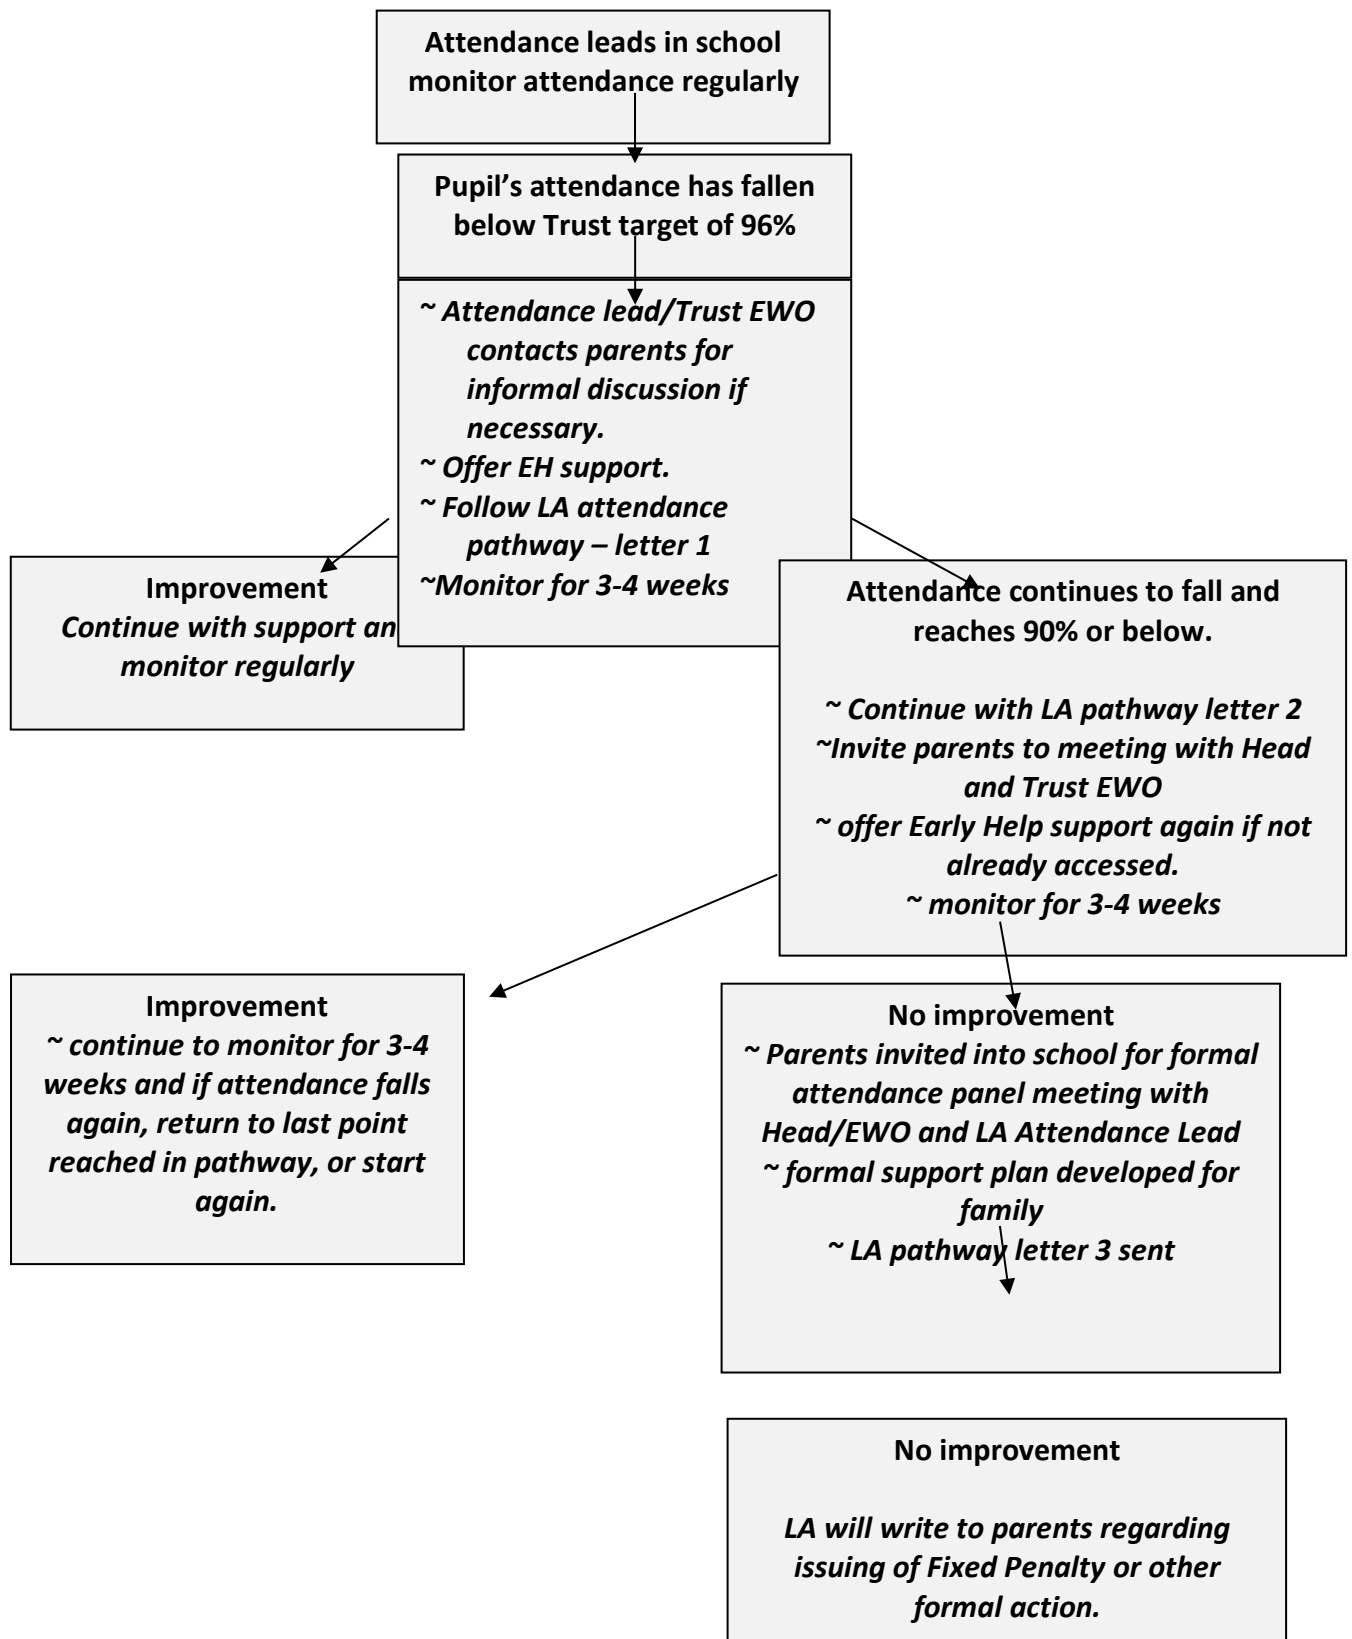 Attendance leads in school
monitor attendance regularly
Pupil’s attendance has fallen
below Trust target of 96%
~ Attendance lead/Trust EWO
contacts parents for
informal discussion if
necessary.
~ Offer EH support.
~ Follow LA attendance
pathway – letter 1
~Monitor for 3-4 weeks
Improvement
Continue with support an
monitor regularly
Attendance continues to fall and
reaches 90% or below.
~ Continue with LA pathway letter 2
~Invite parents to meeting with Head
and Trust EWO
~ offer Early Help support again if not
already accessed.
~ monitor for 3-4 weeks
Improvement
~ continue to monitor for 3-4
weeks and if attendance falls
again, return to last point
reached in pathway, or start
again.
No improvement
~ Parents invited into school for formal
attendance panel meeting with
Head/EWO and LA Attendance Lead
~ formal support plan developed for
family
~ LA pathway letter 3 sent
No improvement
LA will write to parents regarding
issuing of Fixed Penalty or other
formal action.